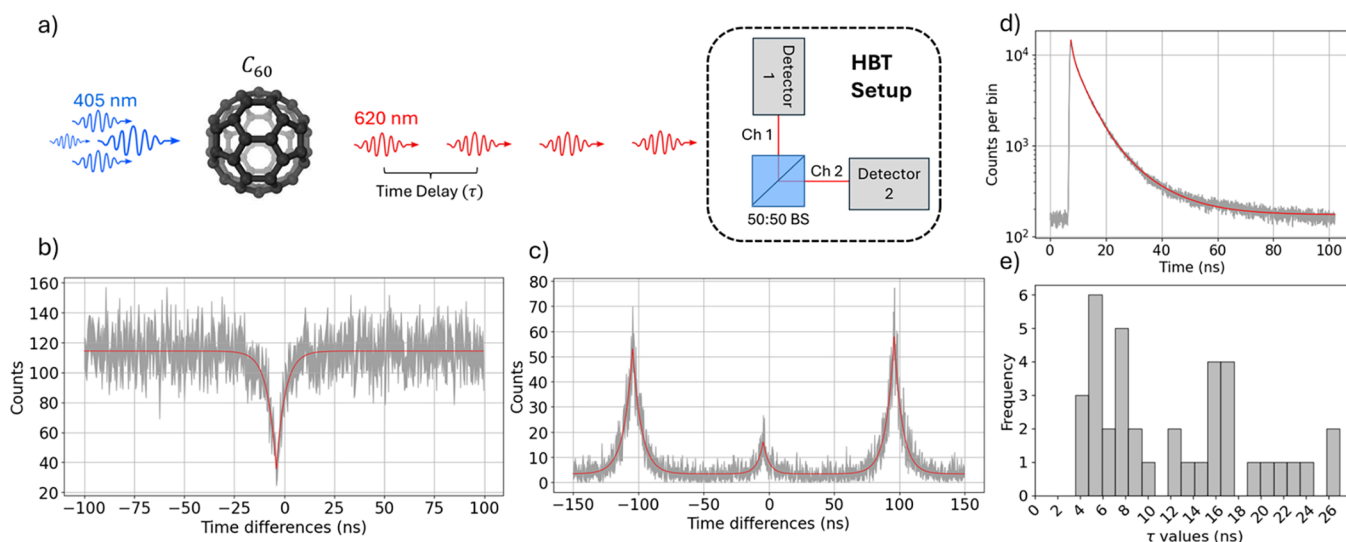 a)
C60
405 nm
620 nm
Time Delay (τ)
Detector
1
HBT
Setup
Ch 1
Ch 2
Detector
2
50:50 BS
b)
160
140
120
100
80
60
40
20
Counts
−100 −75 −50 −25 0 25 50 75 100
Time differences (ns)
c)
80
70
60
50
40
30
20
10
0
Counts
−150 −100 −50 0 50 100 150
Time differences (ns)
d)
10^4
10^3
10^2
Counts per bin
0 20 40 60 80 100
Time (ns)
e)
6
5
4
3
2
1
0
Frequency
0 2 4 6 8 10 12 14 16 18 20 22 24 26
τ values (ns)